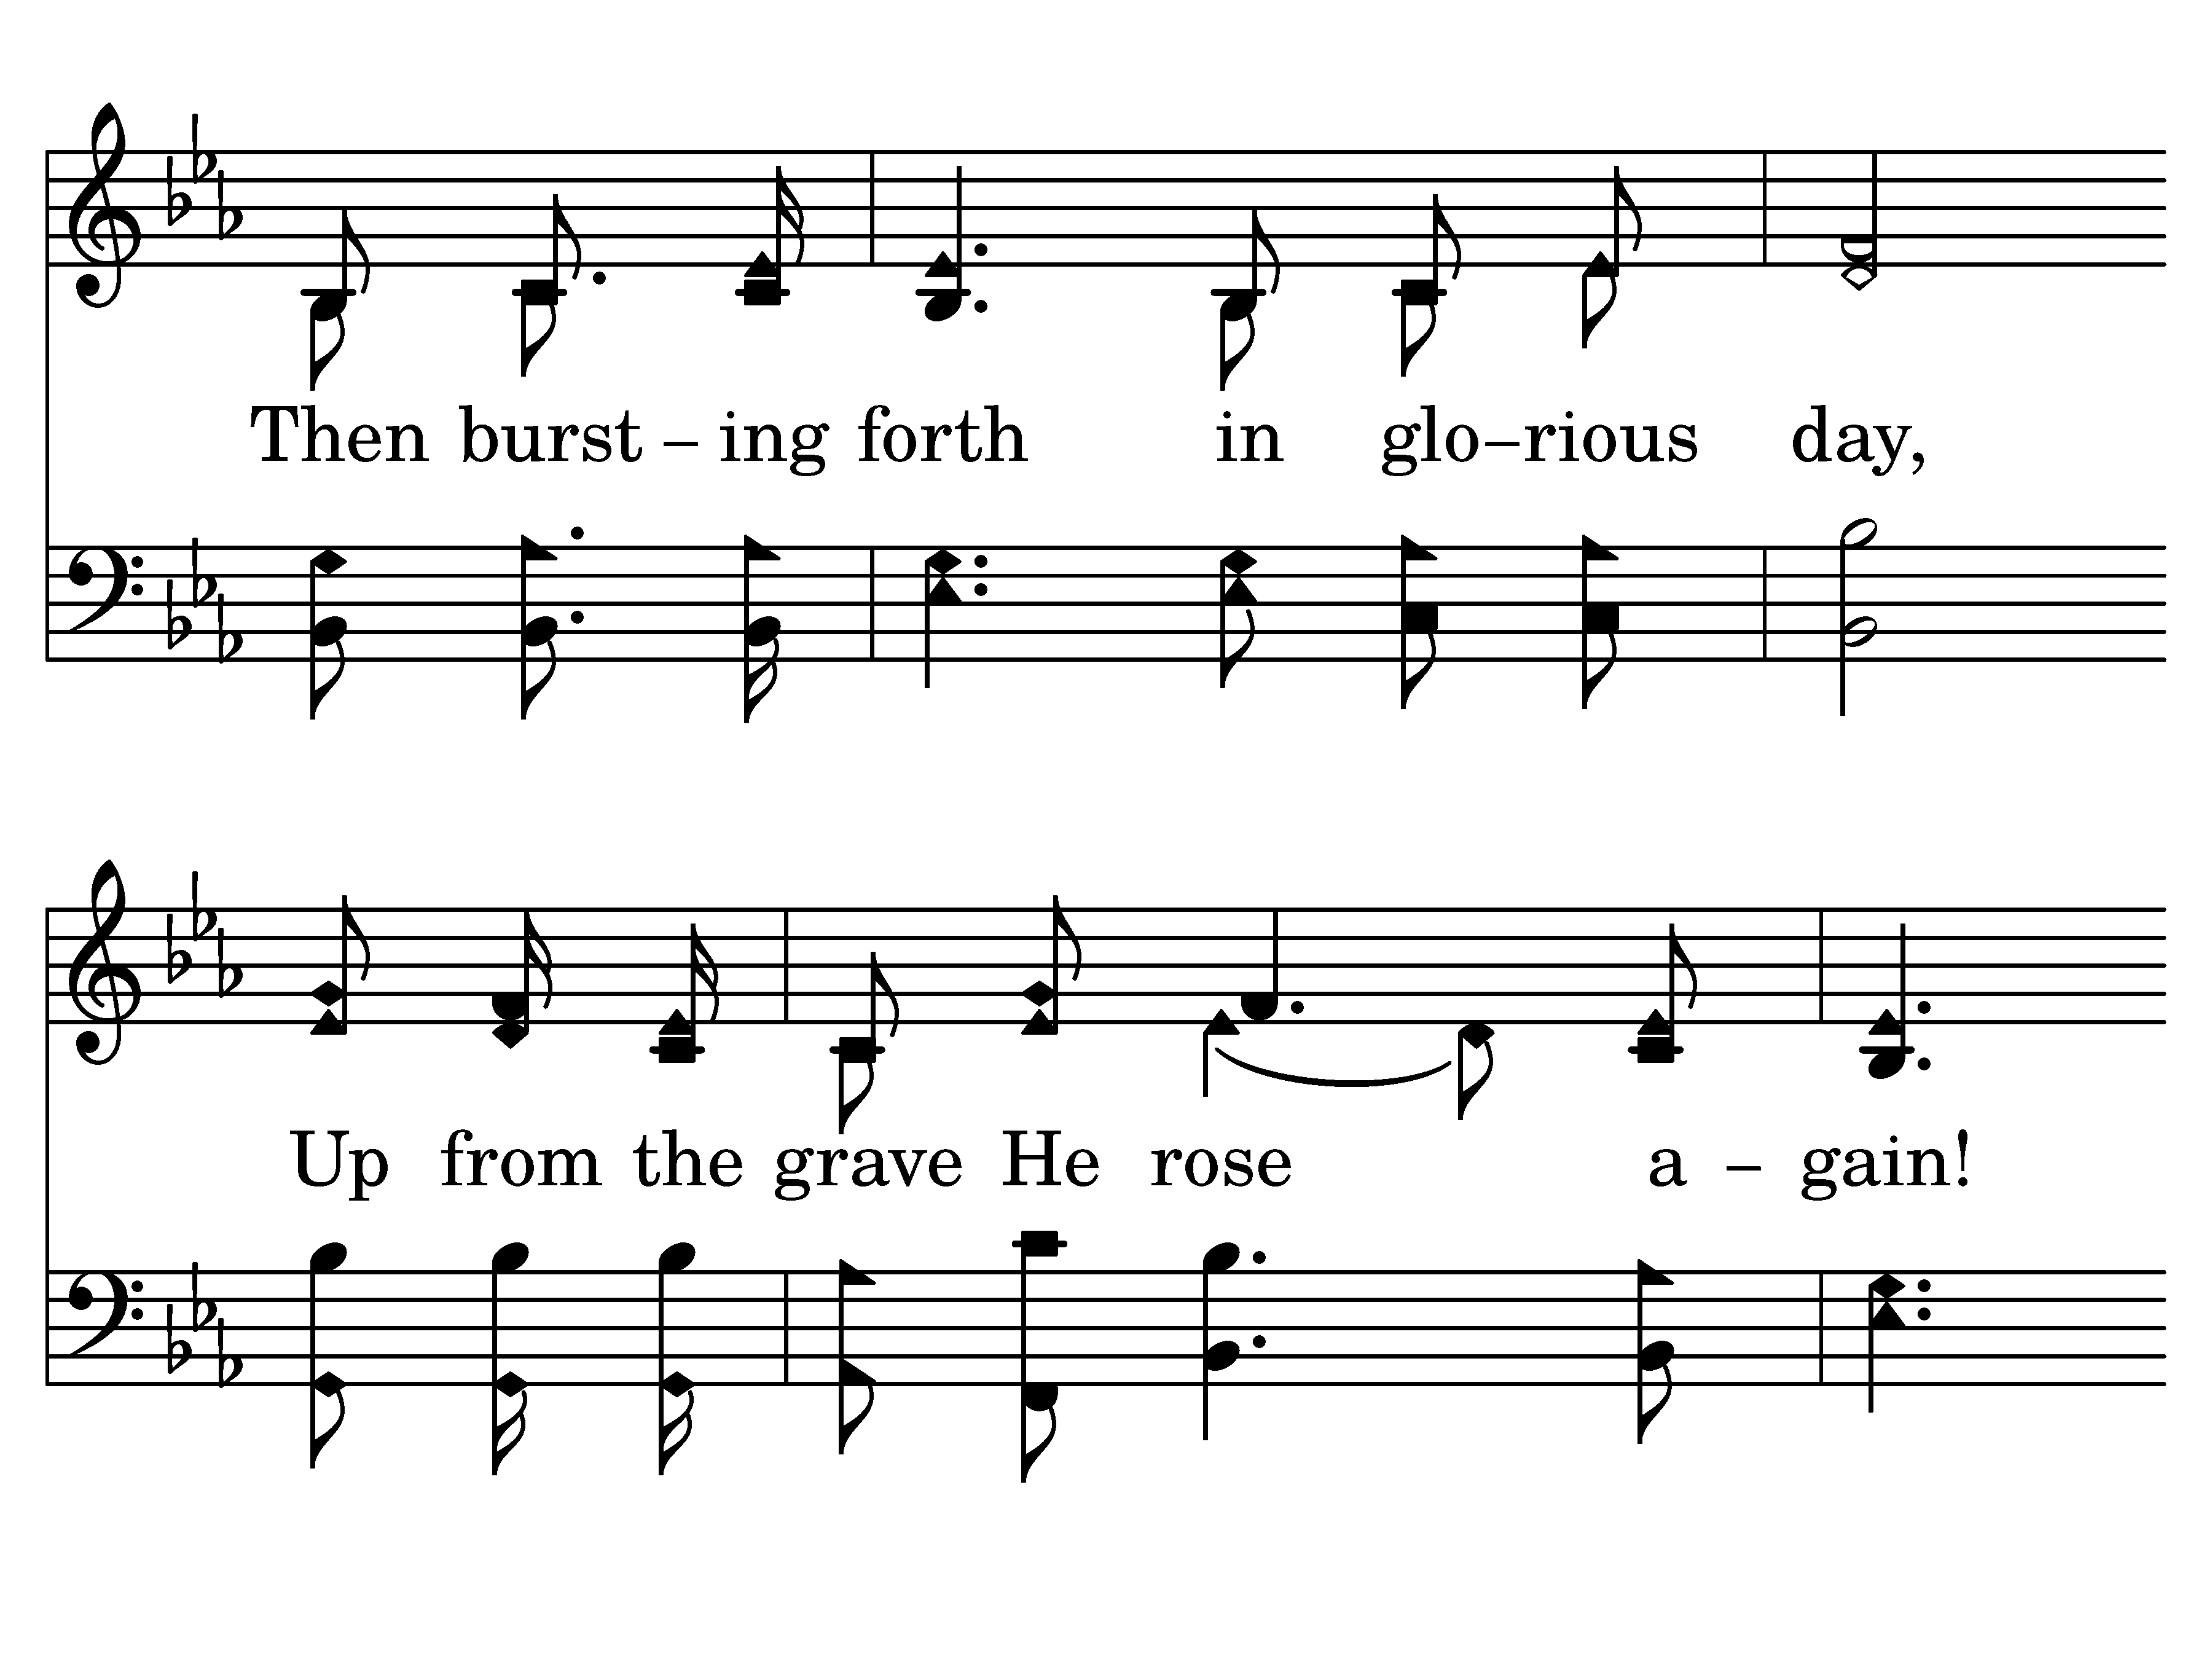 Then burst – ing forth in glo–rious day,
Up from the grave He rose a – gain!